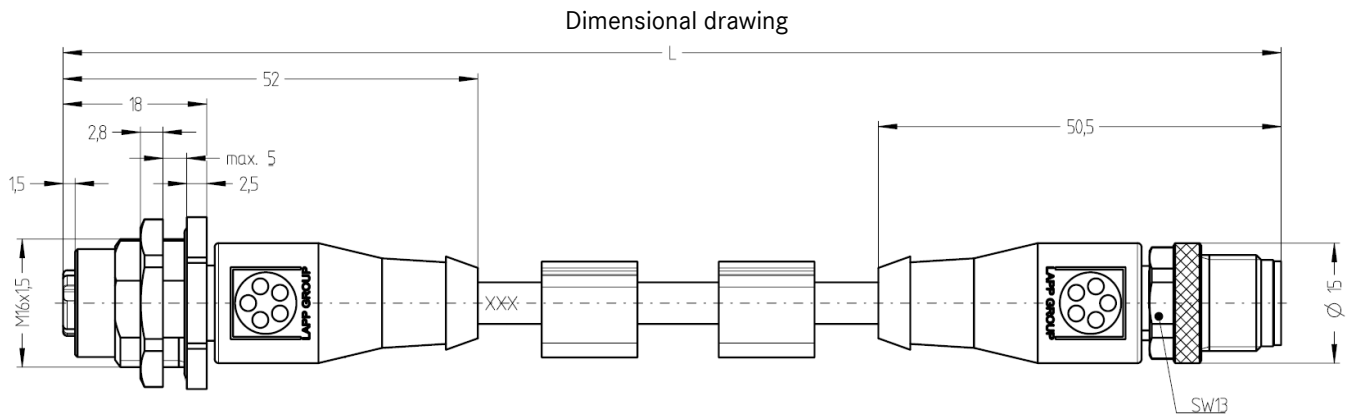 Dimensional drawing
L
52
18
50,5
2,8
max. 5
1,5
2,5
M16x1,5
LAPP GROUP
XXX
LAPP GROUP
Ø 15
SW13